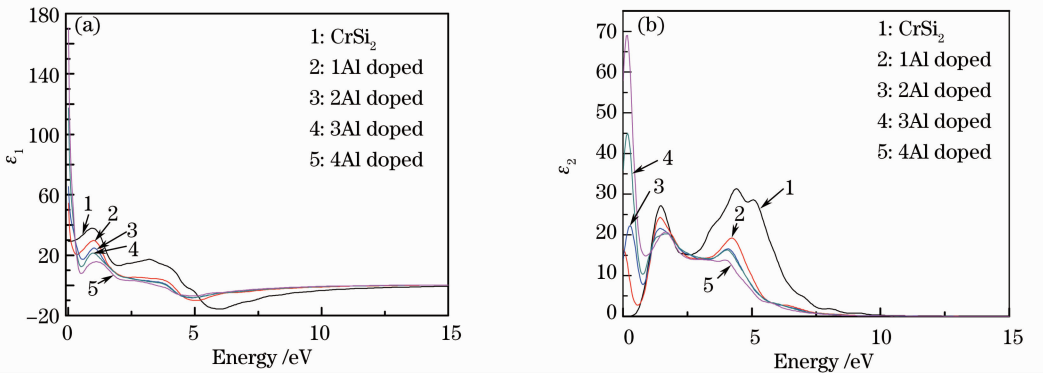 (a)
180
140
100
60
20
−20
ε₁
1: CrSi₂
2: 1Al doped
3: 2Al doped
4: 3Al doped
5: 4Al doped
1
2
3
4
5
0
5
10
15
Energy /eV
(b)
70
60
50
40
30
20
10
0
ε₂
1: CrSi₂
2: 1Al doped
3: 2Al doped
4: 3Al doped
5: 4Al doped
4
3
1
2
5
0
5
10
15
Energy /eV